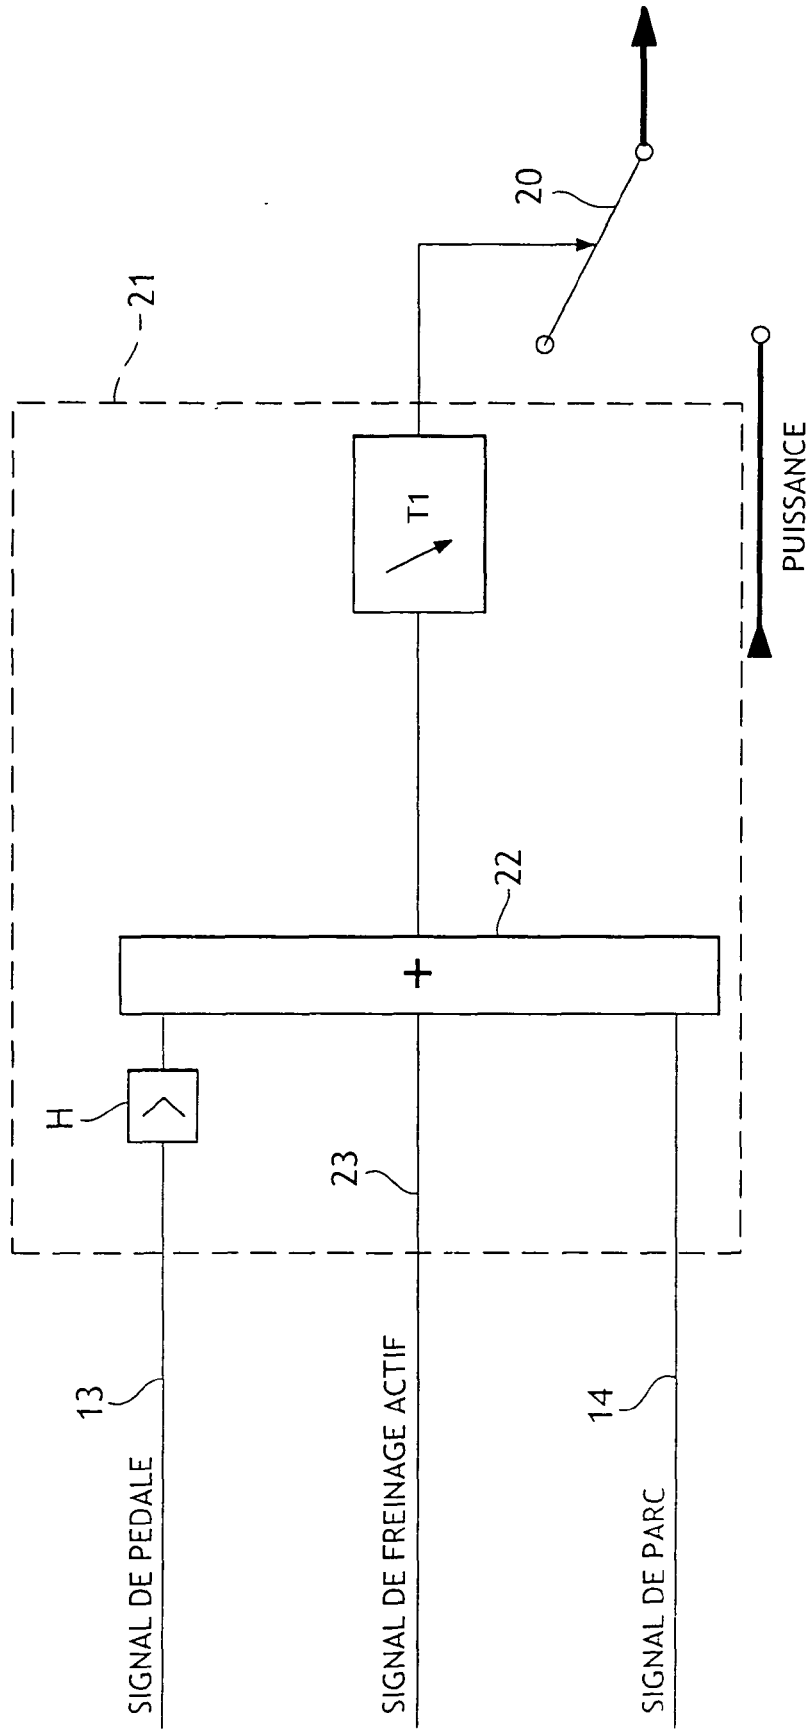 21
20
H
+
T1
22
13
SIGNAL DE PEDALE
23
SIGNAL DE FREINAGE ACTIF
14
SIGNAL DE PARC
PUISSANCE